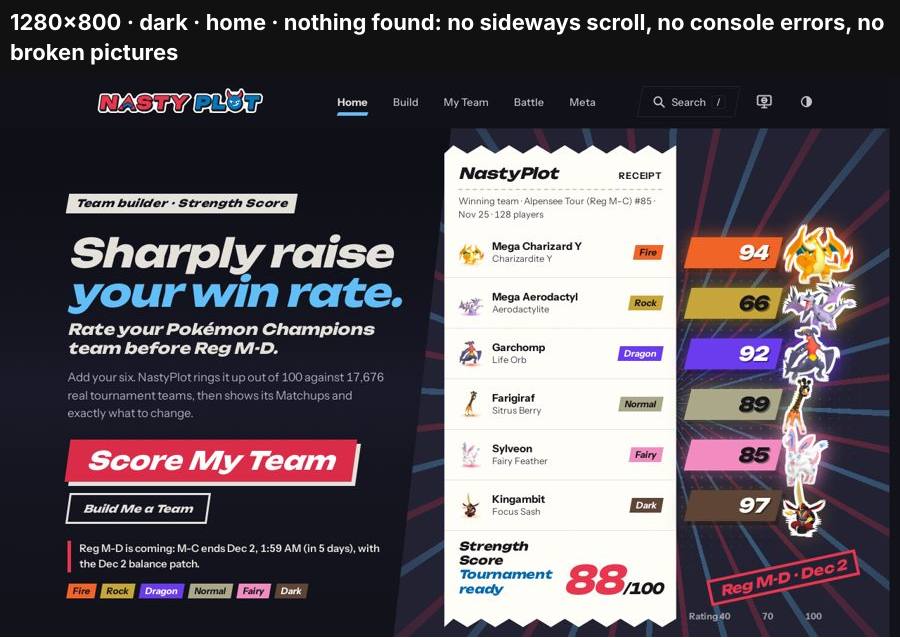 1280×800 · dark · home · nothing found: no sideways scroll, no console errors, no
broken pictures
NASTY PLOT
Home
Build
My Team
Battle
Meta
Search /
Team builder · Strength Score
Sharply raise
your win rate.
Rate your Pokémon Champions
team before Reg M-D.
Add your six. NastyPlot rings it up out of 100 against 17,676
real tournament teams, then shows its Matchups and
exactly what to change.
Score My Team
Build Me a Team
Reg M-D is coming: M-C ends Dec 2, 1:59 AM (in 5 days), with
the Dec 2 balance patch.
Fire
Rock
Dragon
Normal
Fairy
Dark
NastyPlot
RECEIPT
Winning team · Alpensee Tour (Reg M-C) #85 ·
Nov 25 · 128 players
Mega Charizard Y
Charizardite Y
Fire
94
Mega Aerodactyl
Aerodactylite
Rock
66
Garchomp
Life Orb
Dragon
92
Farigiraf
Sitrus Berry
Normal
89
Sylveon
Fairy Feather
Fairy
85
Kingambit
Focus Sash
Dark
97
Strength
Score
Tournament
ready
88/100
Reg M-D · Dec 2
Rating 40
70
100